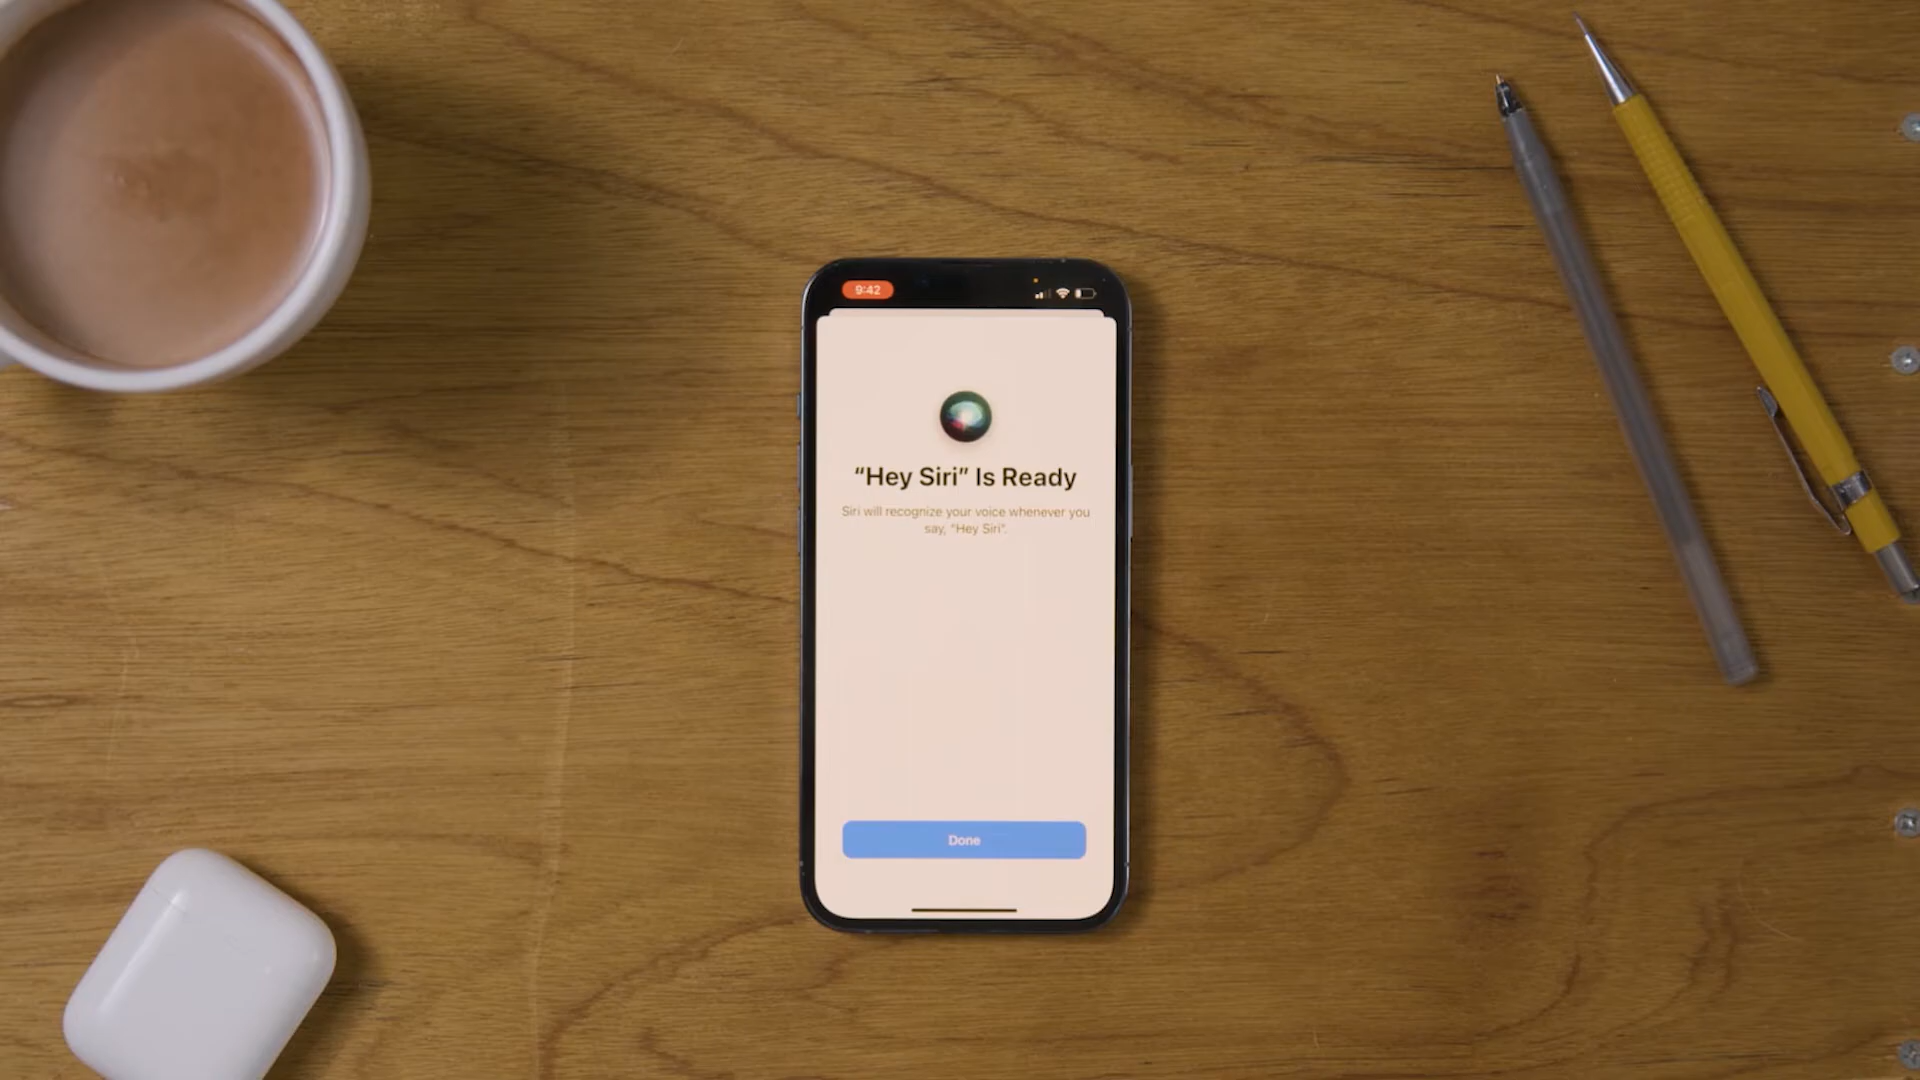 9:42
“Hey Siri” Is Ready
Siri will recognize your voice whenever you
say, “Hey Siri”.
Done